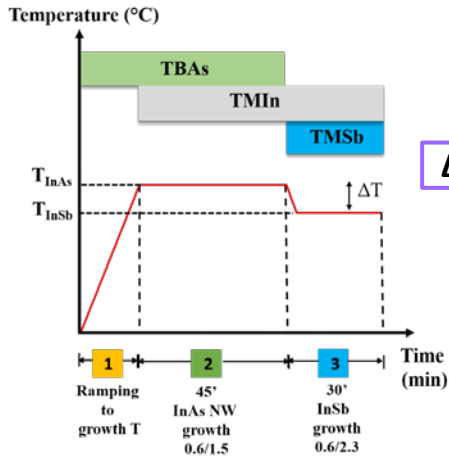 Temperature (°C)
TBAs
TMIn
TMSb
T_InAs
T_InSb
ΔT
Δ
Time
(min)
1
2
3
Ramping
to
growth T
45'
InAs NW
growth
0.6/1.5
30'
InSb
growth
0.6/2.3